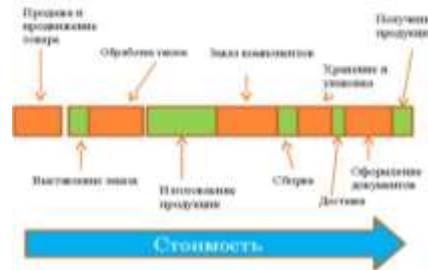 Продажа и
продвижение
товара
Обработка заказа
Заказ компонентов
Хранение и
упаковка
Получение
продукции
Выставление заказа
Изготовление
продукции
Сборка
Доставка
Оформление
документов
Стоимость